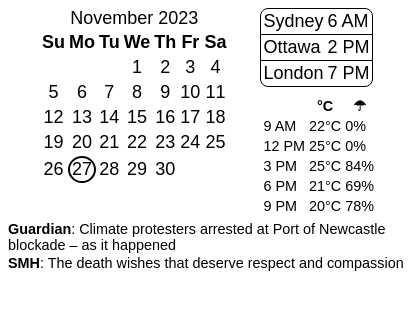 November 2023
Su Mo Tu We Th Fr Sa
1 2 3 4
5 6 7 8 9 10 11
12 13 14 15 16 17 18
19 20 21 22 23 24 25
26 27 28 29 30
Sydney 6 AM
Ottawa 2 PM
London 7 PM
°C ☂
9 AM 22°C 0%
12 PM 25°C 0%
3 PM 25°C 84%
6 PM 21°C 69%
9 PM 20°C 78%
Guardian: Climate protesters arrested at Port of Newcastle
blockade – as it happened
SMH: The death wishes that deserve respect and compassion